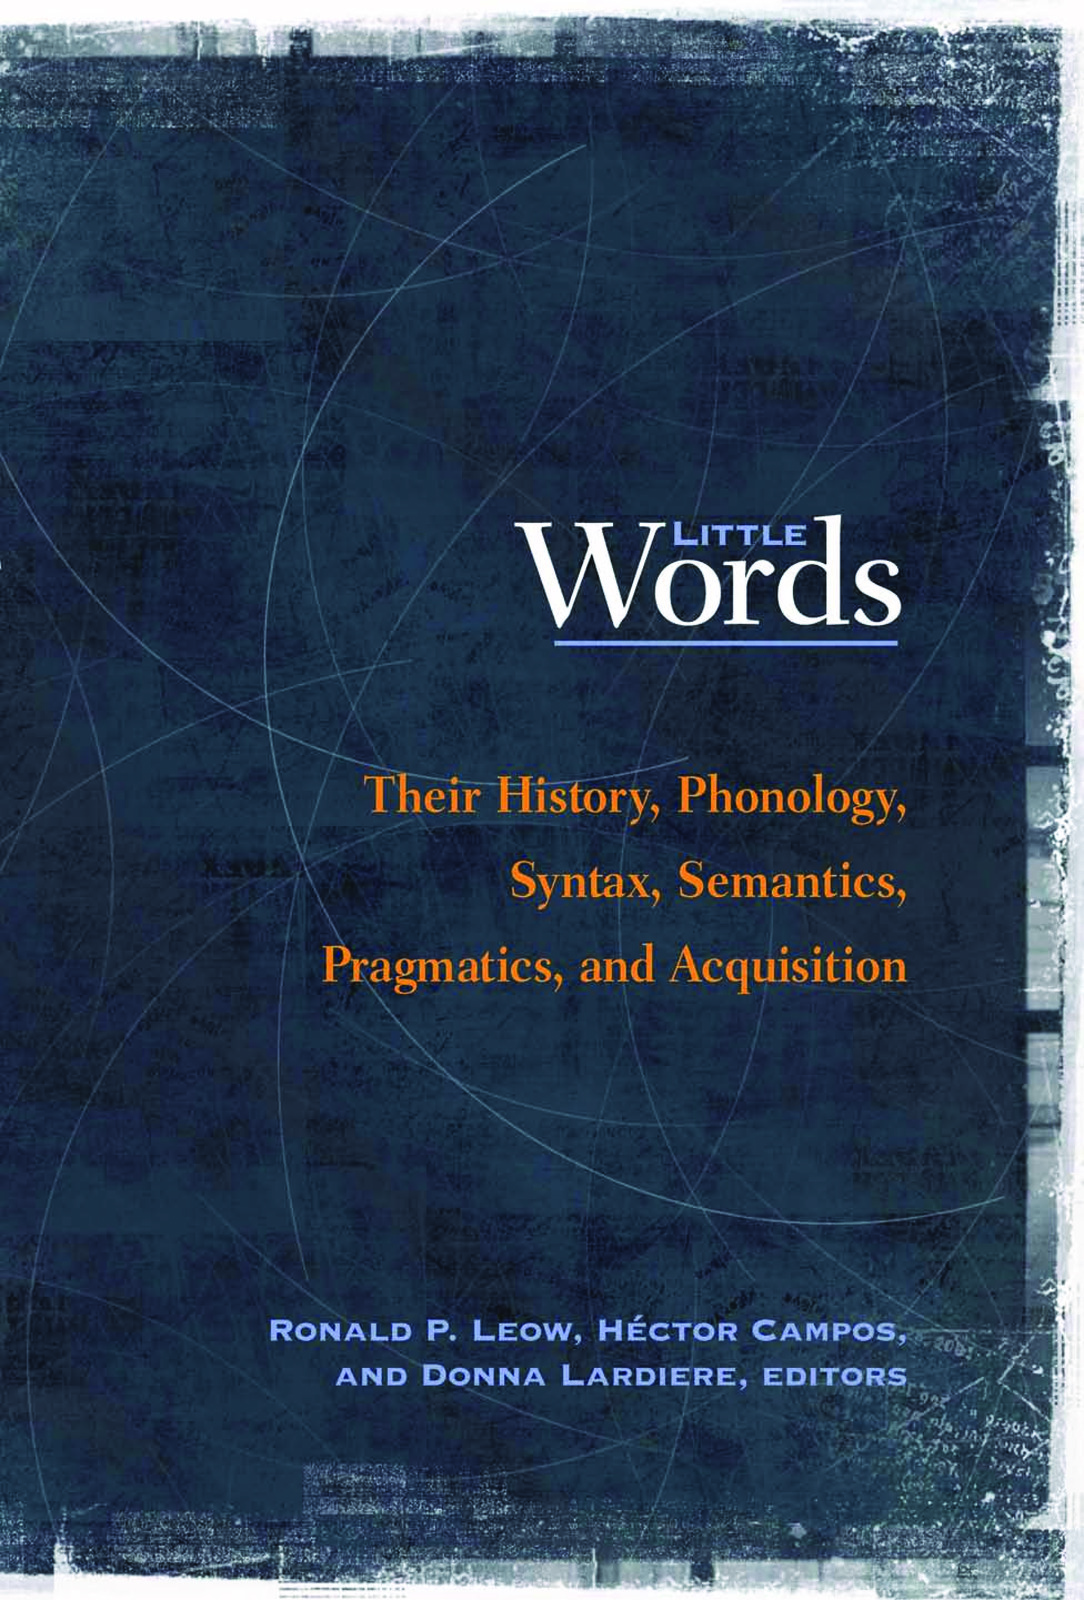 Little
Words
Their History, Phonology,
Syntax, Semantics,
Pragmatics, and Acquisition
Ronald P. Leow, Héctor Campos,
and Donna Lardiere, editors